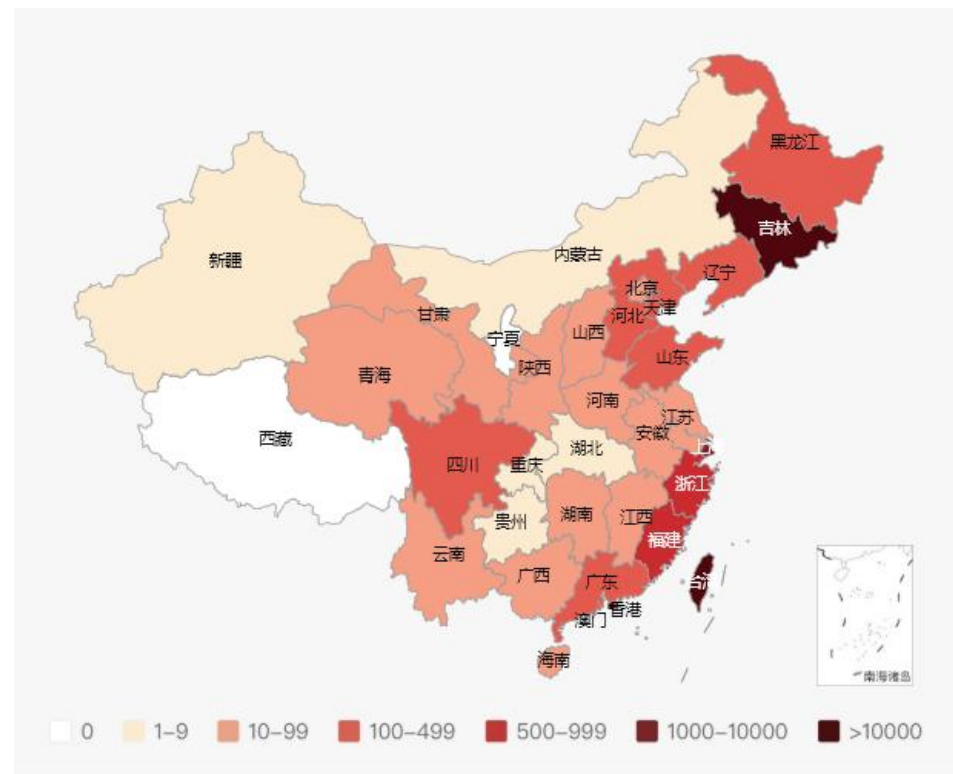 黑龙江
吉林
新疆
内蒙古
辽宁
北京
天津
甘肃
河北
山西
宁夏
山东
陕西
青海
河南
江苏
安徽
西藏
湖北
上
四川
重庆
浙江
贵州
湖南
江西
福建
云南
广西
广东
台湾
香港
澳门
海南
南海诸岛
0 1–9 10–99 100–499 500–999 1000–10000 >10000